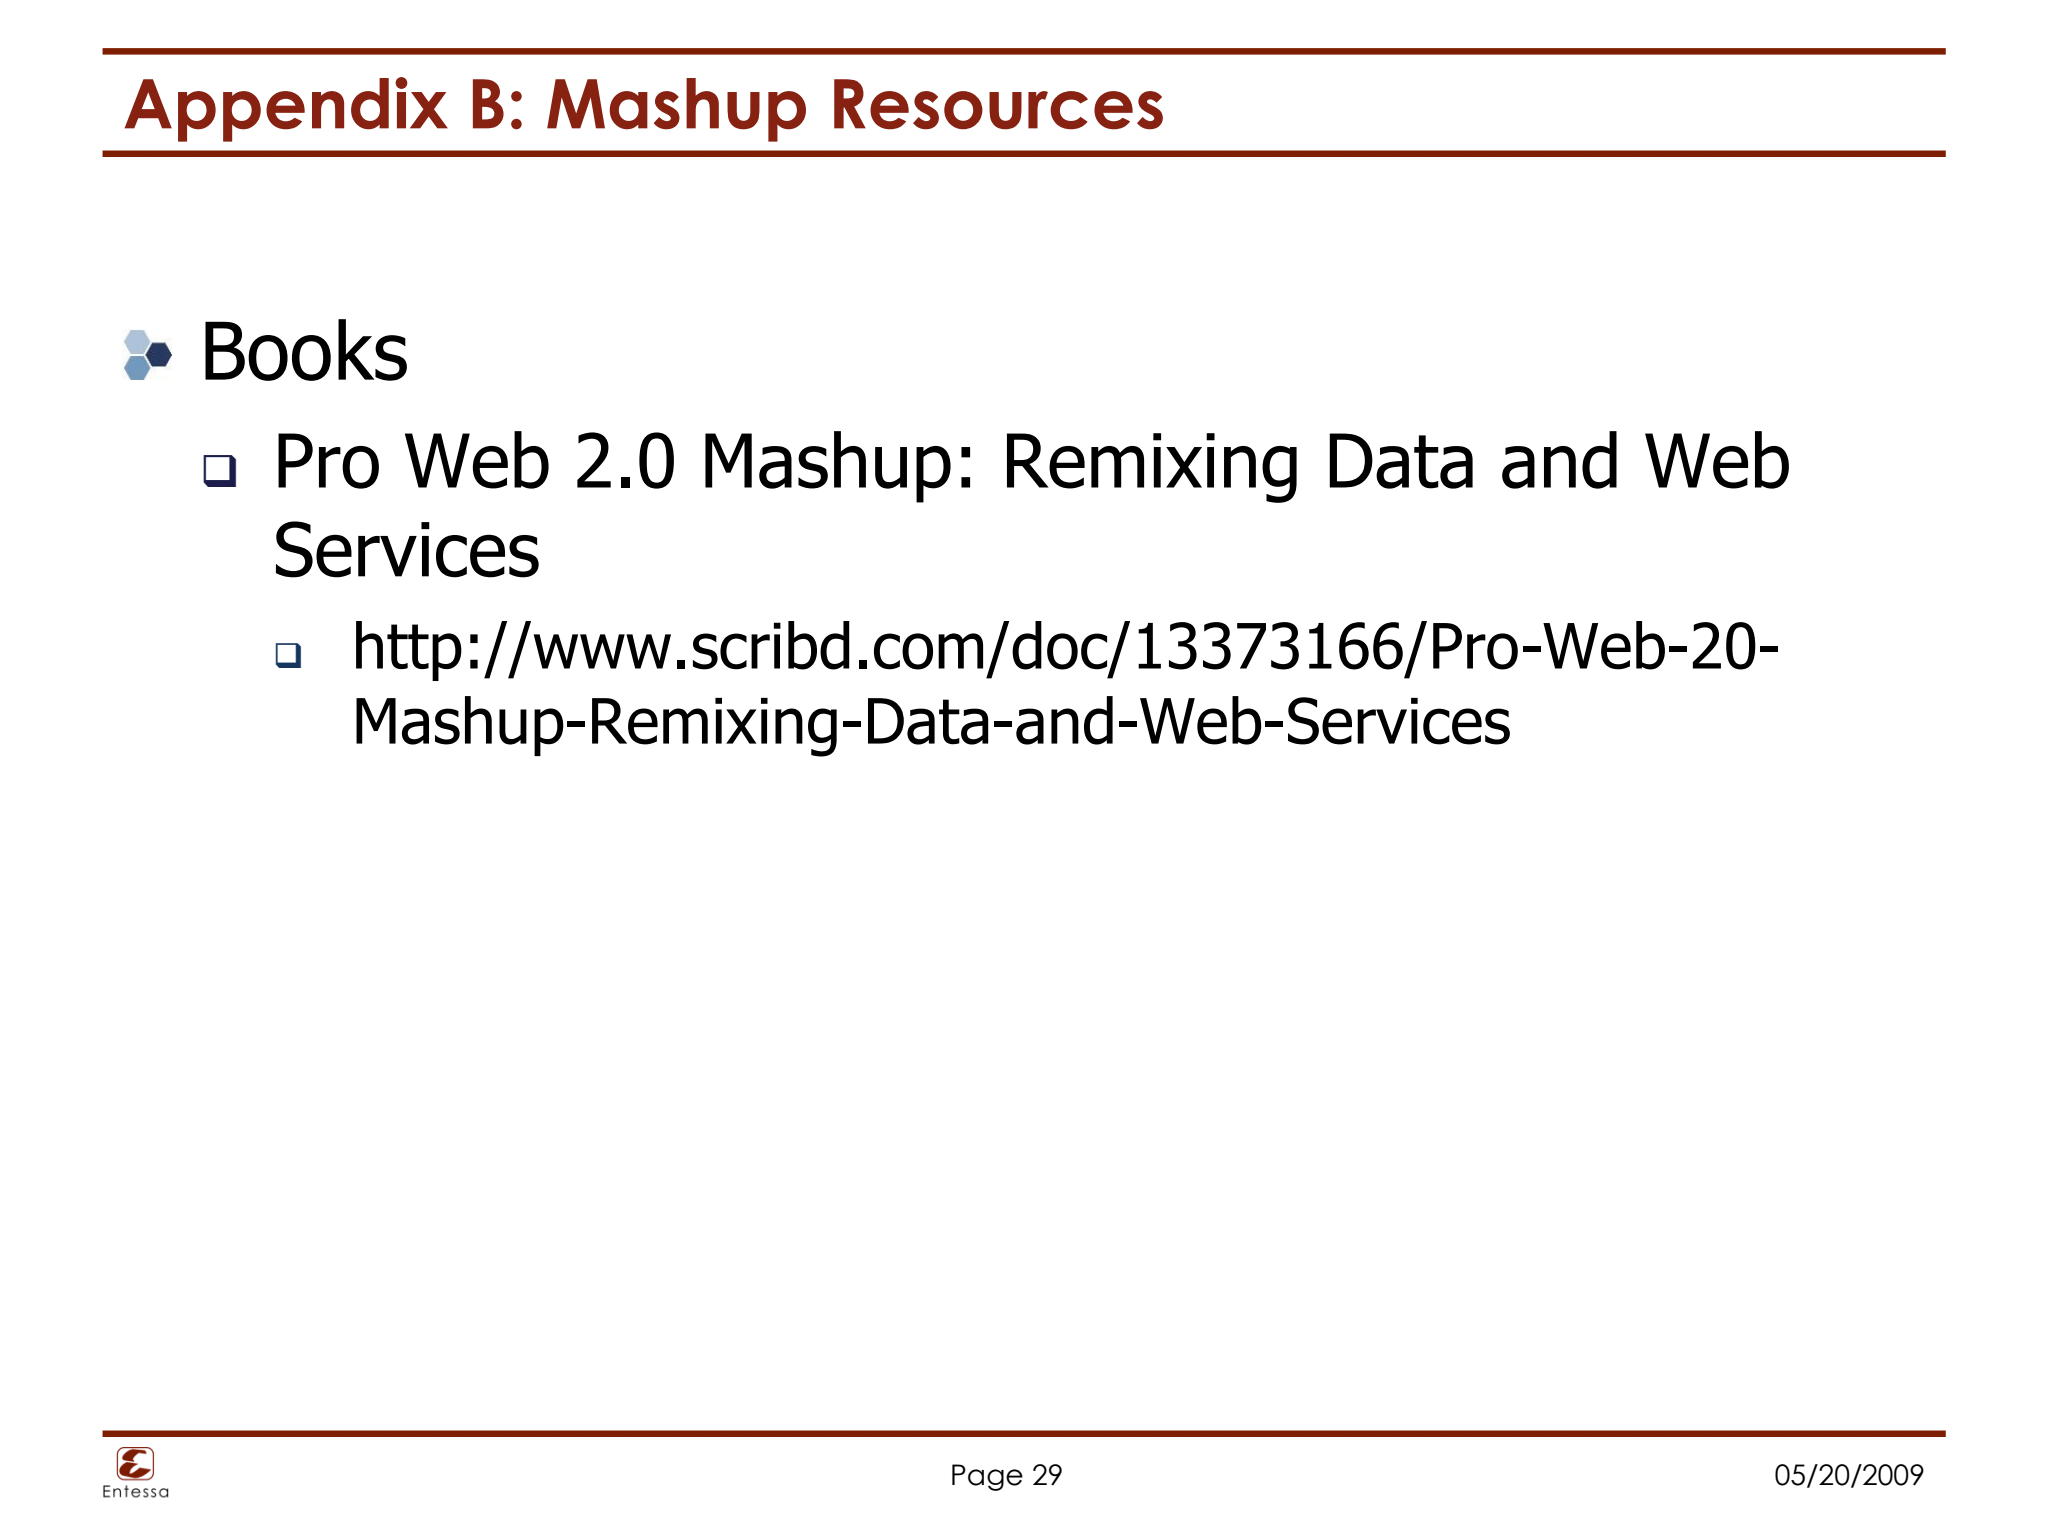 Appendix B: Mashup Resources
Books
Pro Web 2.0 Mashup: Remixing Data and Web
Services
http://www.scribd.com/doc/13373166/Pro-Web-20-
Mashup-Remixing-Data-and-Web-Services
Entessa
Page 29
05/20/2009